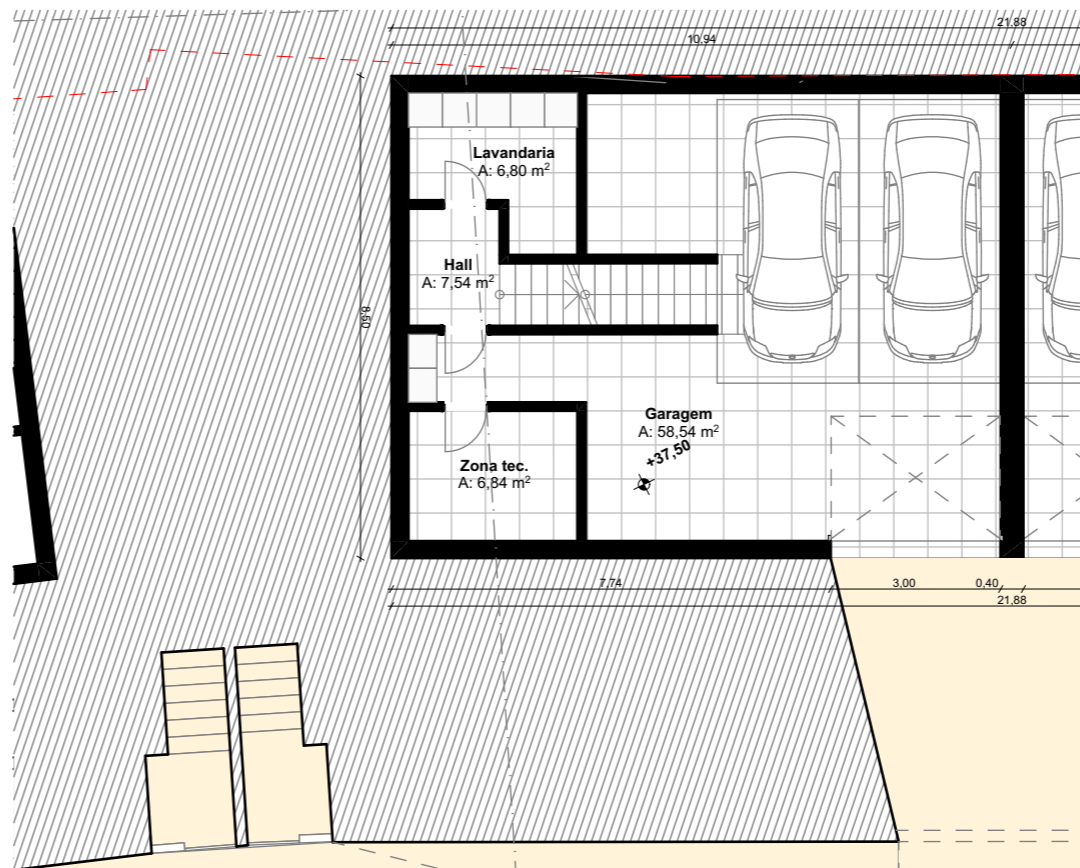 21.88
10,94
Lavandaria
A: 6,80 m²
Hall
A: 7,54 m²
8,50
Garagem
A: 58,54 m²
+37,50
Zona tec.
A: 6,84 m²
7,74
3,00
0,40
21,88